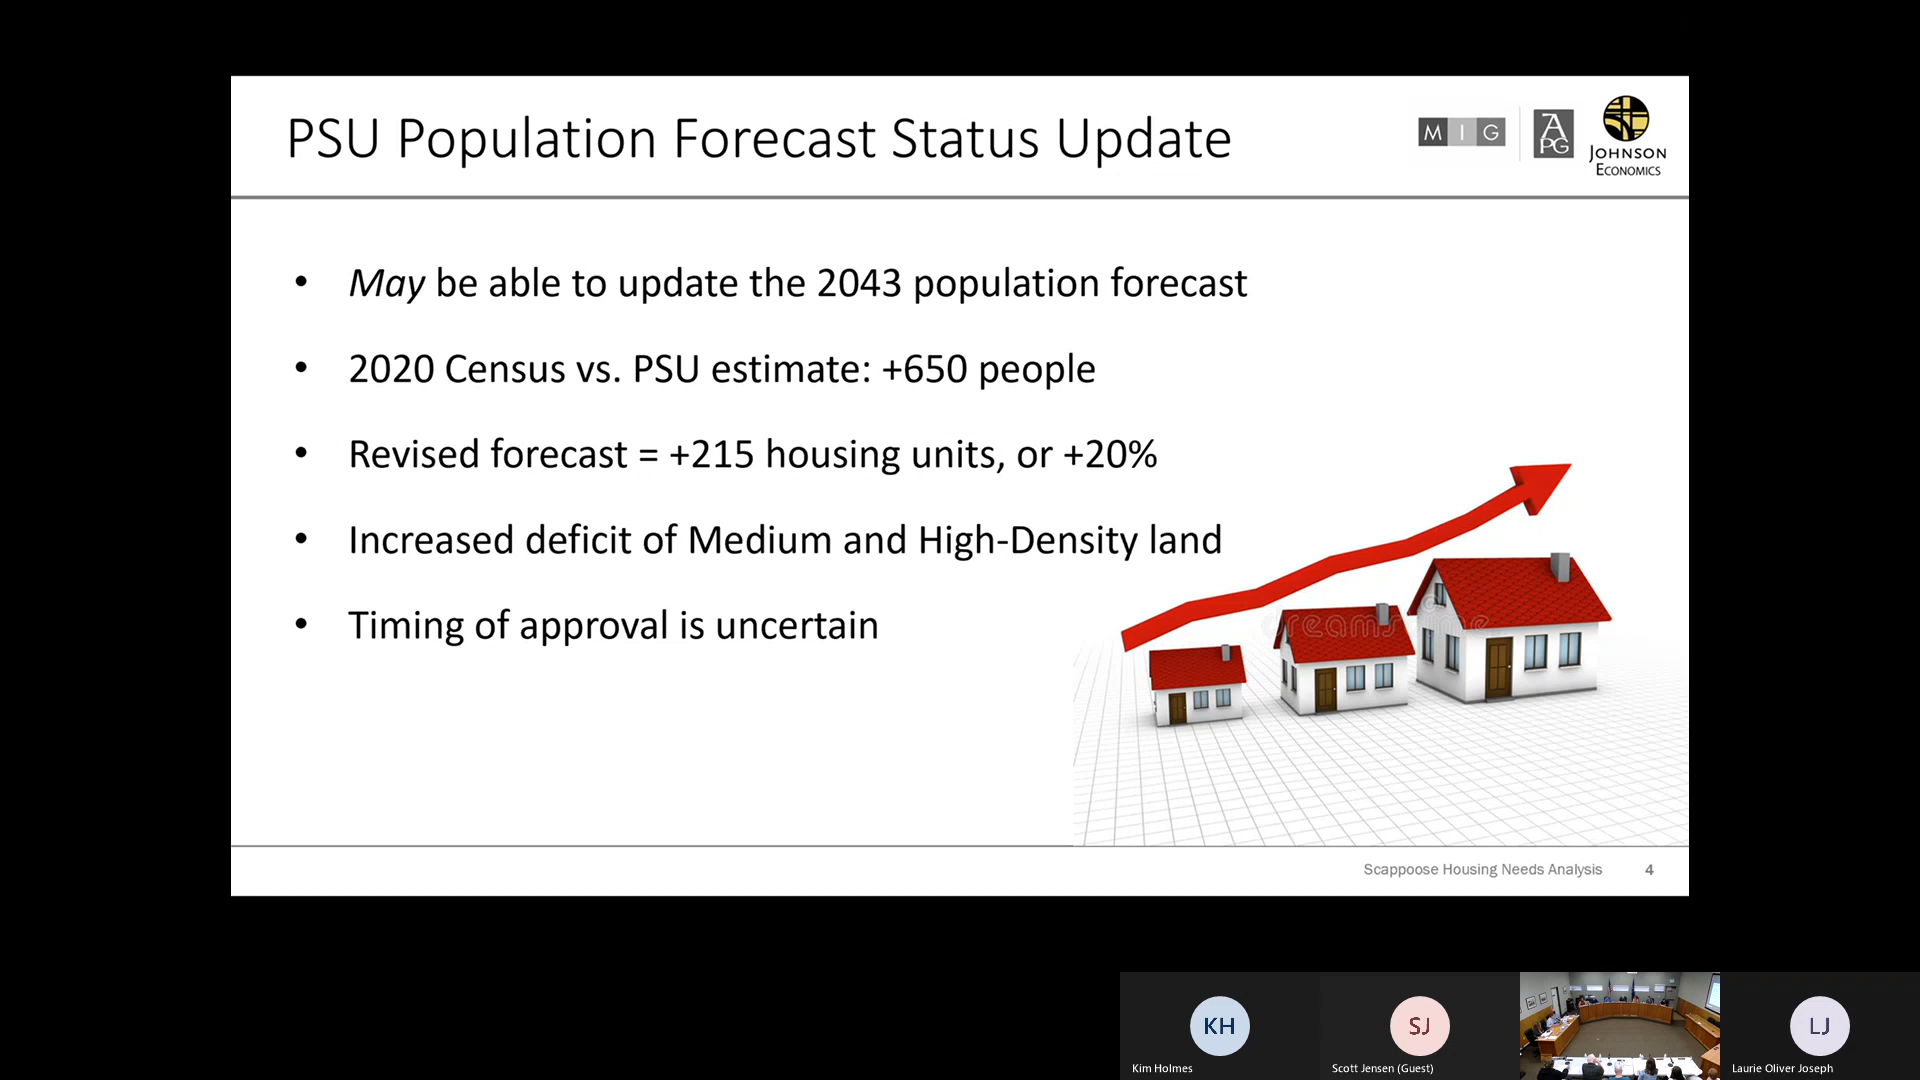 PSU Population Forecast Status Update
M I G
APG
JOHNSON
ECONOMICS
• May be able to update the 2043 population forecast
• 2020 Census vs. PSU estimate: +650 people
• Revised forecast = +215 housing units, or +20%
• Increased deficit of Medium and High-Density land
• Timing of approval is uncertain
dreamstime
Scappoose Housing Needs Analysis 4
KH
SJ
LJ
Kim Holmes
Scott Jensen (Guest)
Laurie Oliver Joseph